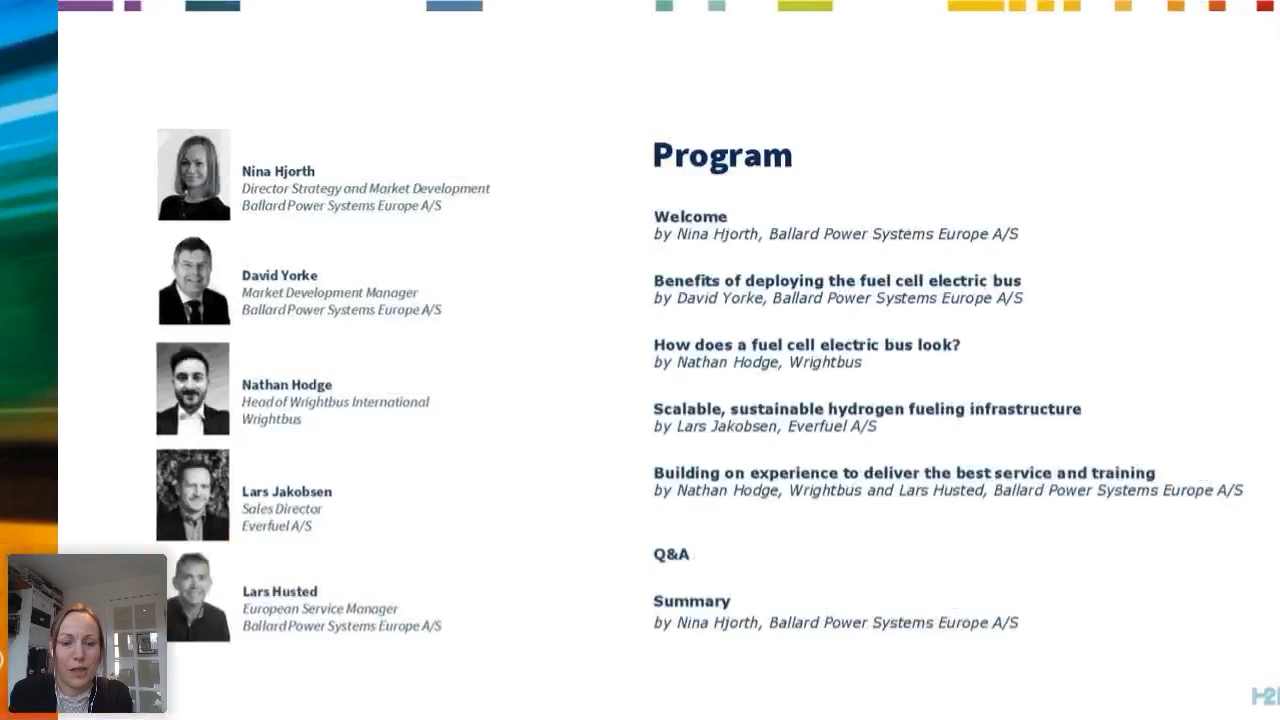 Nina Hjorth
Director Strategy and Market Development
Ballard Power Systems Europe A/S
David Yorke
Market Development Manager
Ballard Power Systems Europe A/S
Nathan Hodge
Head of Wrightbus International
Wrightbus
Lars Jakobsen
Sales Director
Everfuel A/S
Lars Husted
European Service Manager
Ballard Power Systems Europe A/S
Program
Welcome
by Nina Hjorth, Ballard Power Systems Europe A/S
Benefits of deploying the fuel cell electric bus
by David Yorke, Ballard Power Systems Europe A/S
How does a fuel cell electric bus look?
by Nathan Hodge, Wrightbus
Scalable, sustainable hydrogen fueling infrastructure
by Lars Jakobsen, Everfuel A/S
Building on experience to deliver the best service and training
by Nathan Hodge, Wrightbus and Lars Husted, Ballard Power Systems Europe A/S
Q&A
Summary
by Nina Hjorth, Ballard Power Systems Europe A/S